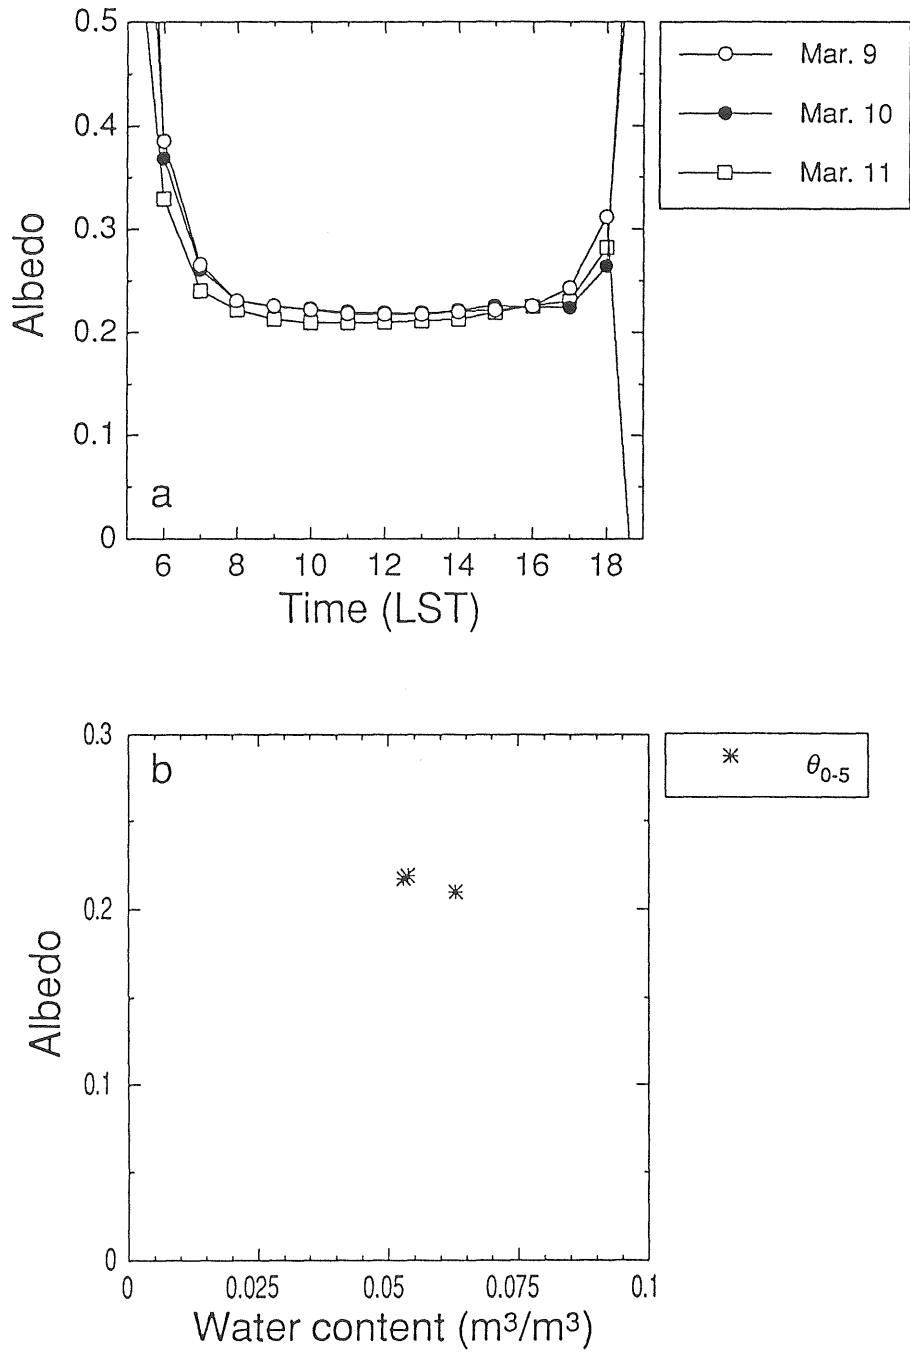 0.5
0.4
0.3
0.2
0.1
0
Albedo
a
6 8 10 12 14 16 18
Time (LST)
Mar. 9
Mar. 10
Mar. 11
0.3
0.2
0.1
0
Albedo
b
0 0.025 0.05 0.075 0.1
Water content (m³/m³)
θ₀₋₅